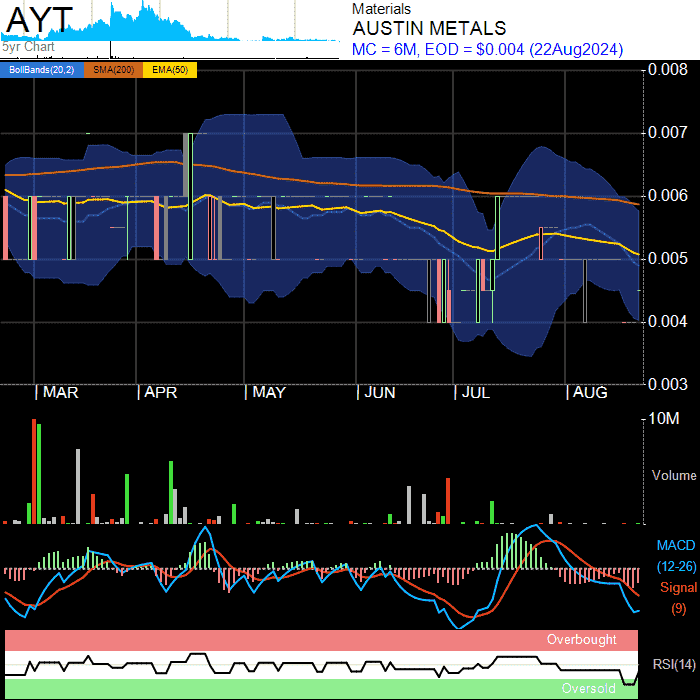 AYT
5yr Chart
Materials
AUSTIN METALS
MC = 6M, EOD = $0.004 (22Aug2024)
BollBands(20,2) SMA(200) EMA(50)
0.008
0.007
0.006
0.005
0.004
0.003
| MAR | APR | MAY | JUN | JUL | AUG
10M
Volume
MACD
(12-26)
Signal
(9)
Overbought
RSI(14)
Oversold